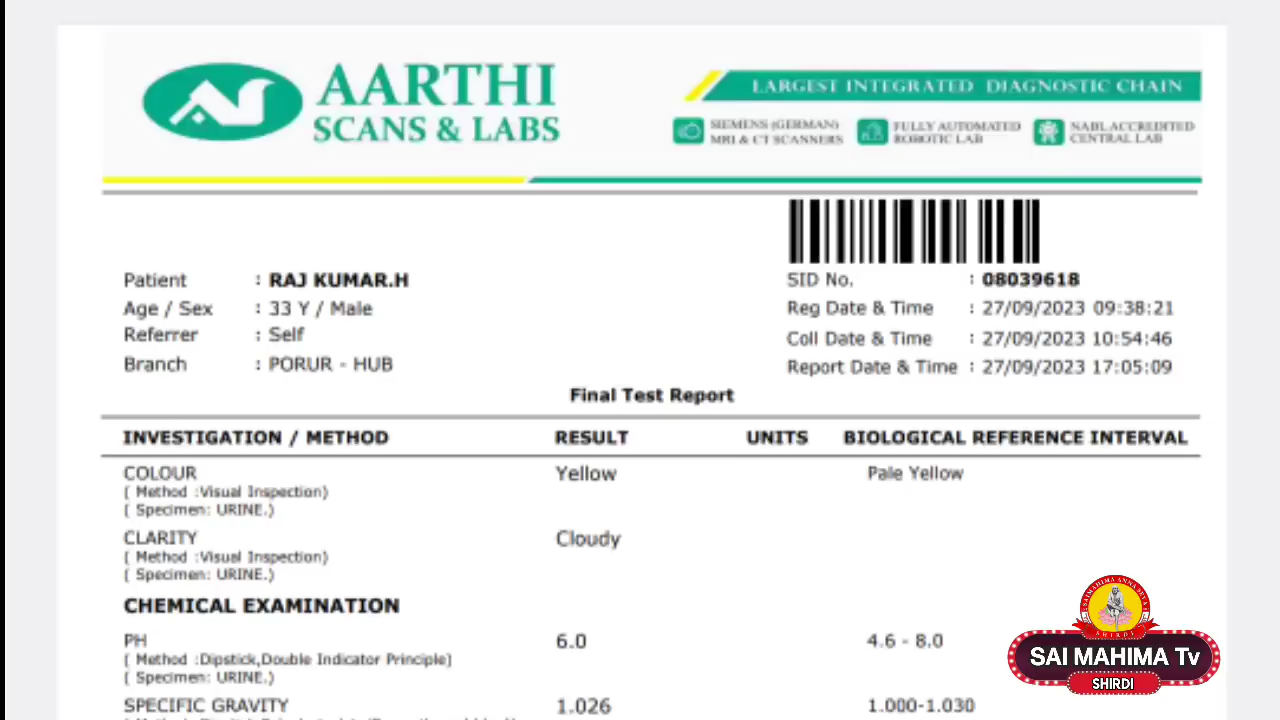 AARTHI
SCANS & LABS
LARGEST INTEGRATED DIAGNOSTIC CHAIN
SIEMENS (GERMAN)
MRI & CT SCANNERS
FULLY AUTOMATED
ROBOTIC LAB
NABL ACCREDITED
CENTRAL LAB
Patient : RAJ KUMAR.H
Age / Sex : 33 Y / Male
Referrer : Self
Branch : PORUR - HUB
SID No. : 08039618
Reg Date & Time : 27/09/2023 09:38:21
Coll Date & Time : 27/09/2023 10:54:46
Report Date & Time : 27/09/2023 17:05:09
Final Test Report
INVESTIGATION / METHOD RESULT UNITS BIOLOGICAL REFERENCE INTERVAL
COLOUR Yellow Pale Yellow
( Method :Visual Inspection)
( Specimen: URINE.)
CLARITY Cloudy
( Method :Visual Inspection)
( Specimen: URINE.)
CHEMICAL EXAMINATION
PH 6.0 4.6 - 8.0
( Method :Dipstick,Double Indicator Principle)
( Specimen: URINE.)
SPECIFIC GRAVITY 1.026 1.000-1.030
SAI MAHIMA Tv
SHIRDI